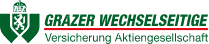 GRAZER WECHSELSEITIGE
Versicherung Aktiengesellschaft